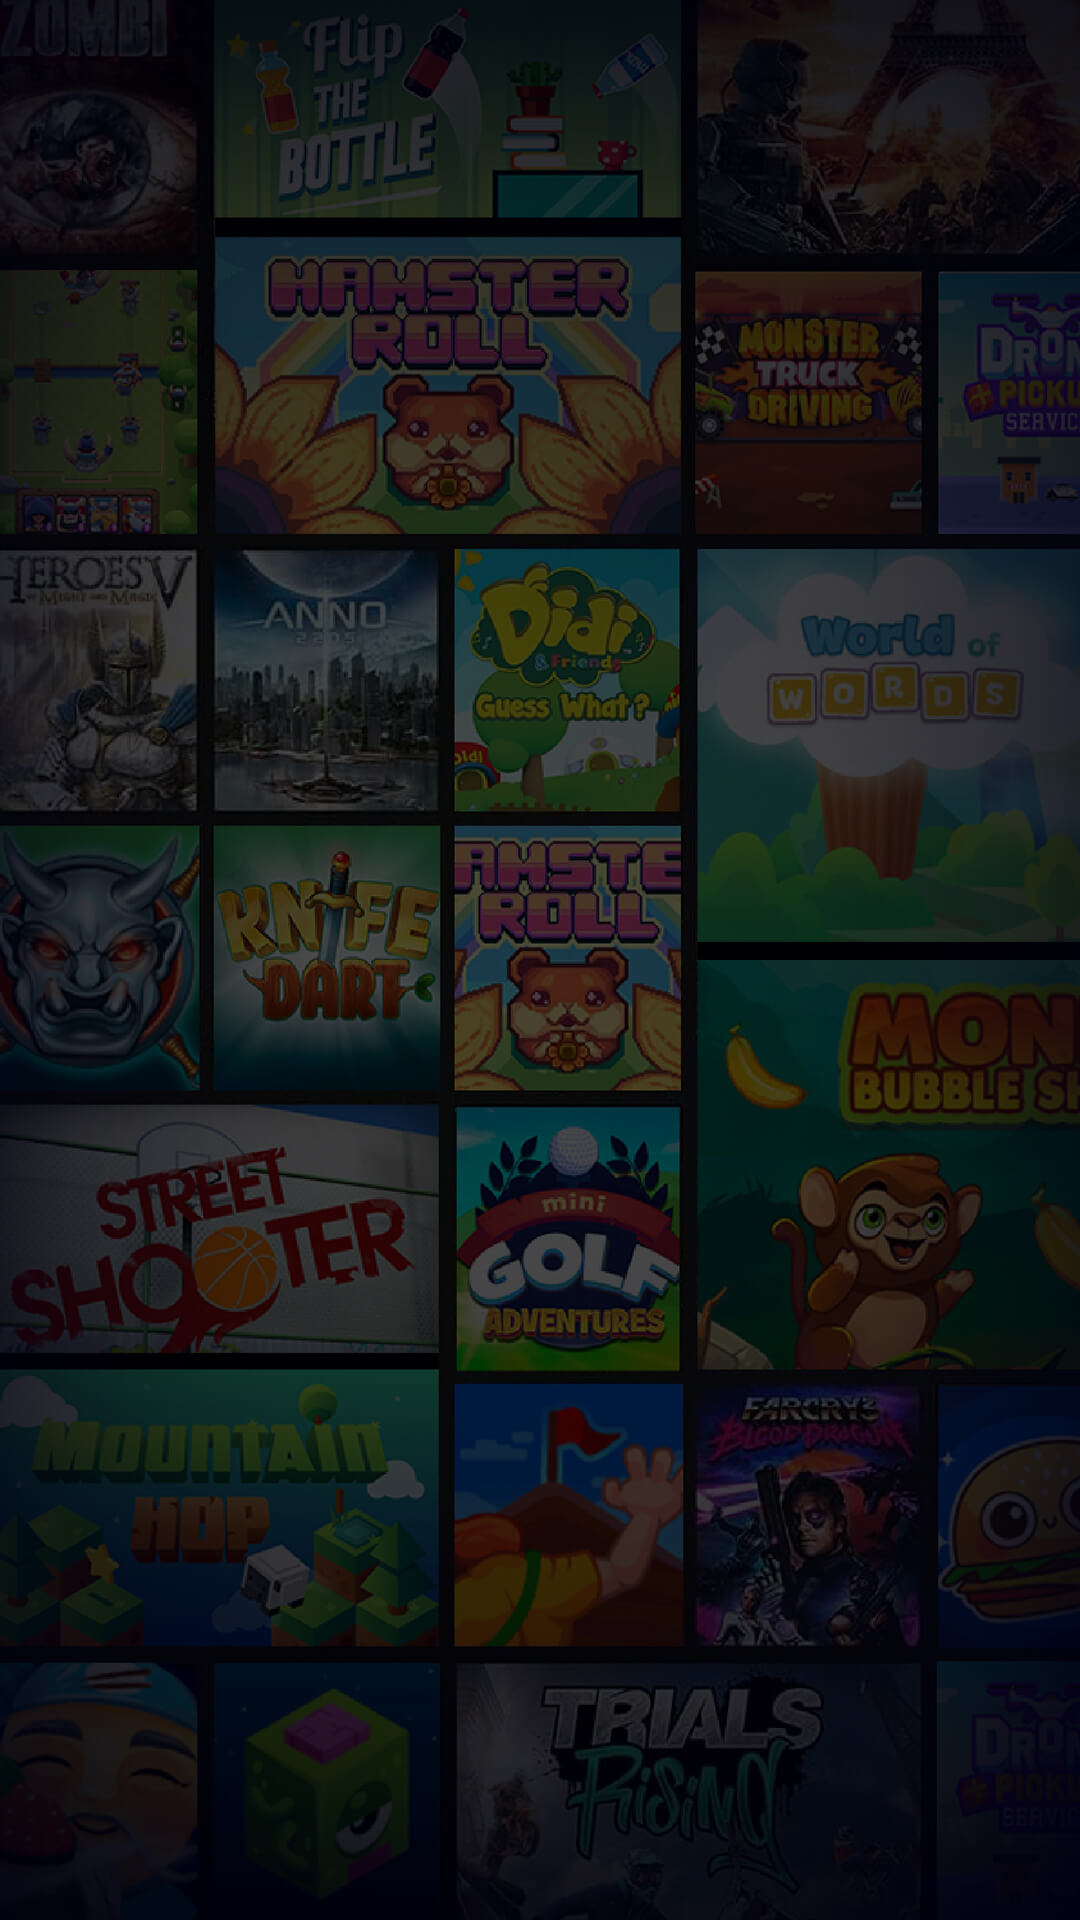 ZOMBI
Flip
THE
BOTTLE
HAMSTER
ROLL
MONSTER
TRUCK
DRIVING
DRON
PICKU
SERVIC
HEROES V
OF MIGHT AND MAGIC
ANNO
2205
Didi
& Friends
Guess What?
Didi
World of
WORDS
KNIFE
DART
AMSTE
ROLL
MON
BUBBLE SH
STREET
SHOOTER
mini
GOLF
ADVENTURES
MOUNTAIN
HOP
FARCRY3
BLOOD DRAGON
TRIALS
RISING
DRON
PICKU
SERVIC